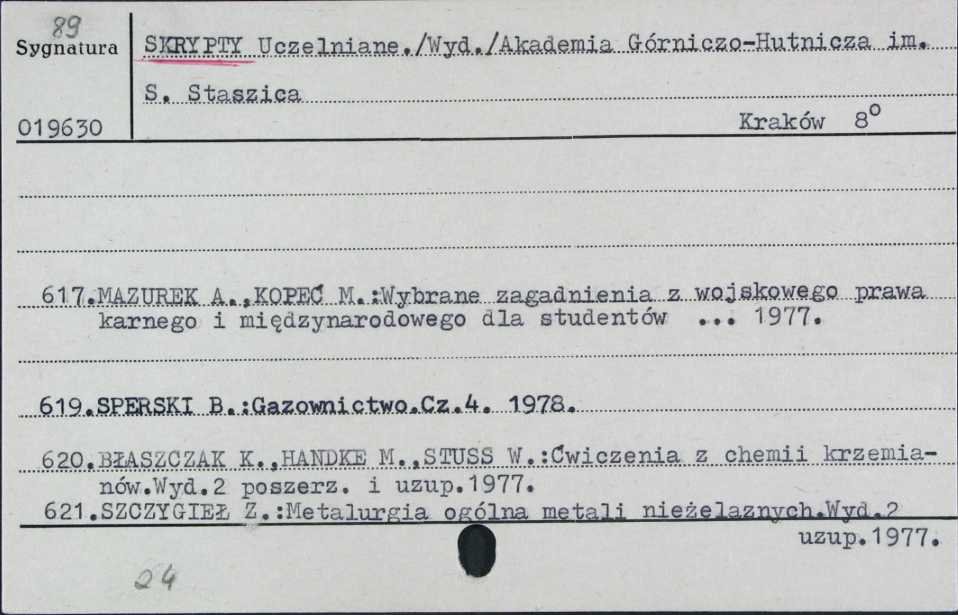 89
Sygnatura
SKRYPTY Uczelniane./Wyd./Akademia Górniczo-Hutnicza im.
S. Staszica
019630
Kraków 8°
617.MAZUREK A.,KOPEĆ M.:Wybrane zagadnienia z wojskowego prawa
karnego i międzynarodowego dla studentów ... 1977.
619.SPERSKI B.:Gazownictwo.Cz.4. 1978.
620.BŁASZCZAK K.,HANDKE M.,STUSS W.:Ćwiczenia z chemii krzemia-
nów.Wyd.2 poszerz. i uzup.1977.
621.SZCZYGIEŁ Z.:Metalurgia ogólna metali nieżelaznych.Wyd.2
uzup.1977.
24